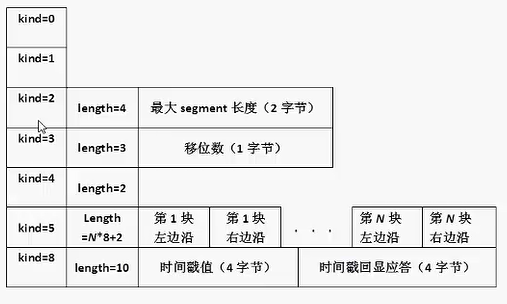 kind=0
kind=1
kind=2 length=4 最大 segment 长度（2 字节）
kind=3 length=3 移位数（1 字节）
kind=4 length=2
kind=5 Length =N*8+2 第 1 块 左边沿 第 1 块 右边沿 . . . 第 N 块 左边沿 第 N 块 右边沿
kind=8 length=10 时间戳值（4 字节） 时间戳回显应答（4 字节）